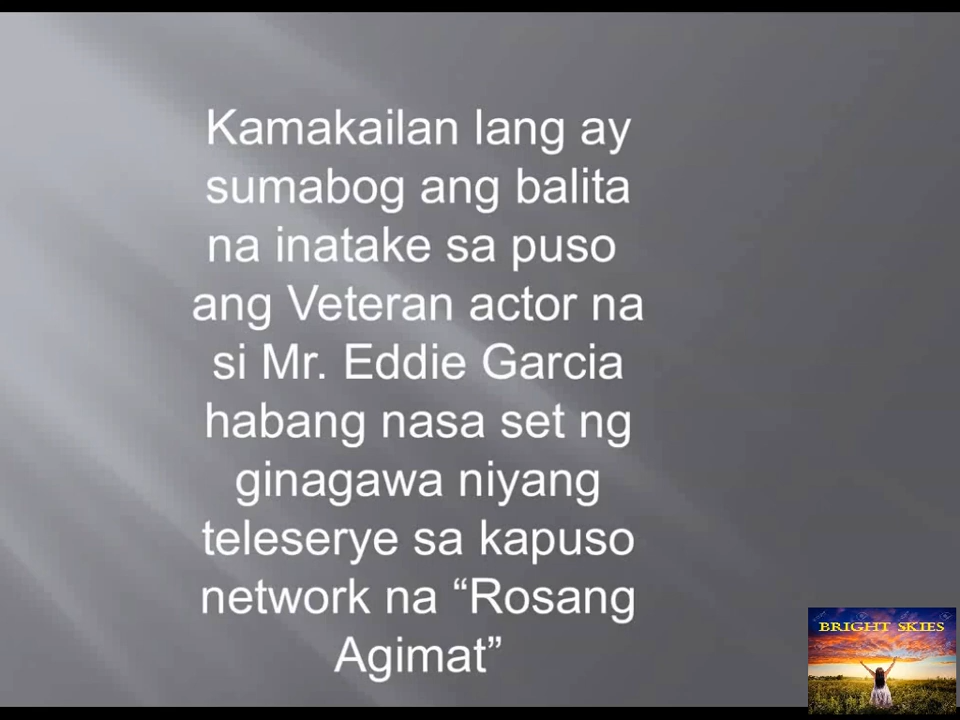 Kamakailan lang ay
sumabog ang balita
na inatake sa puso
ang Veteran actor na
si Mr. Eddie Garcia
habang nasa set ng
ginagawa niyang
teleserye sa kapuso
network na “Rosang
Agimat”
BRIGHT SKIES